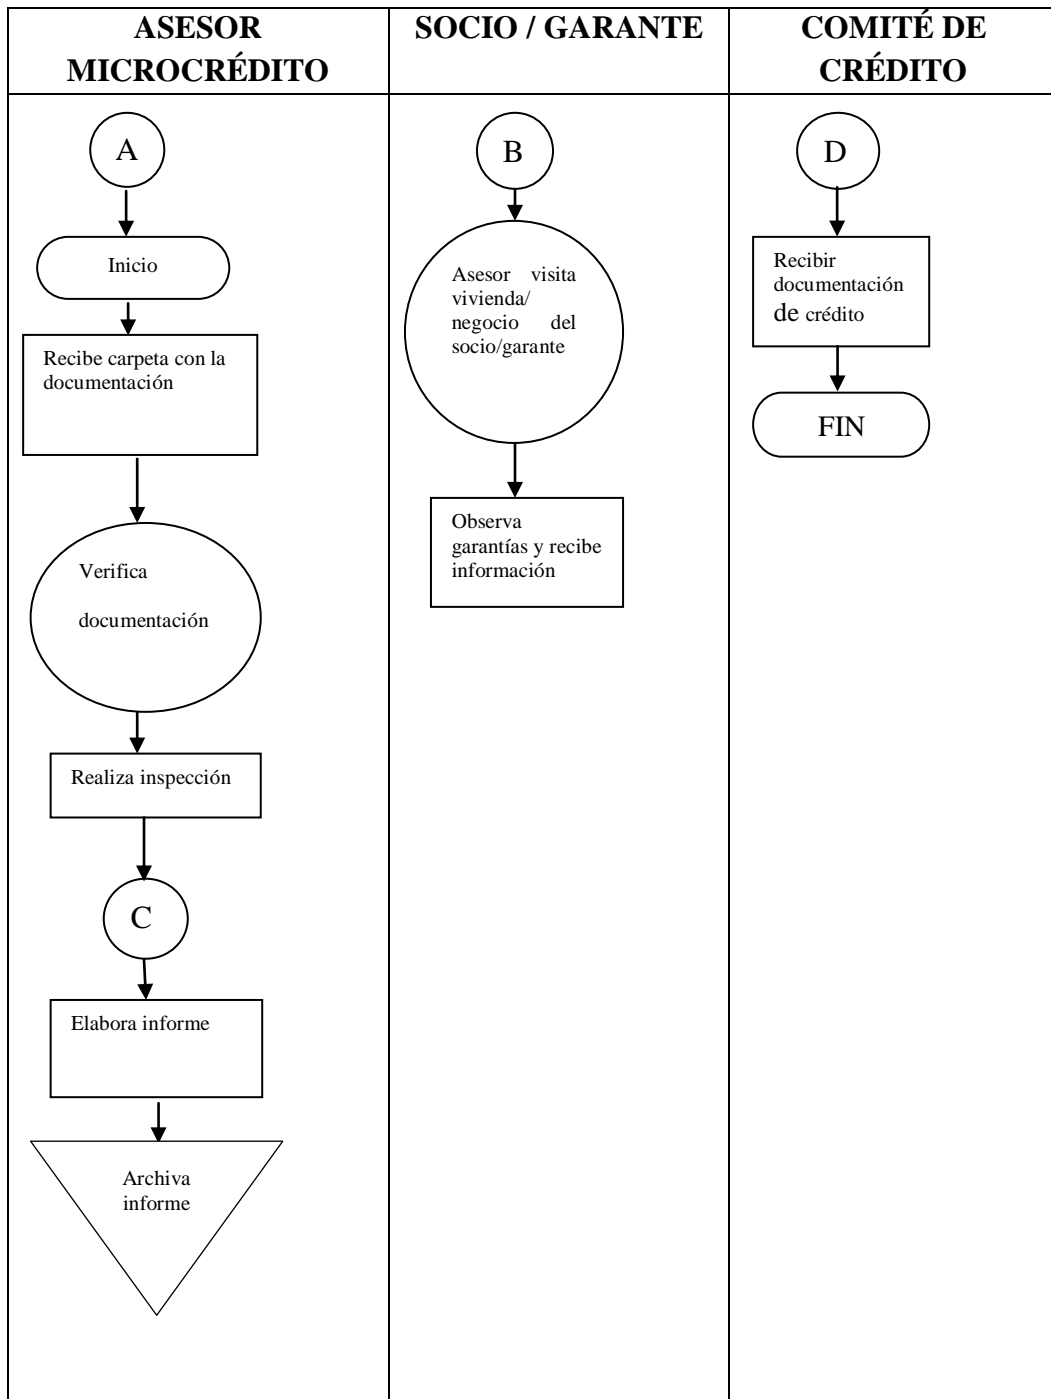 ASESOR
MICROCRÉDITO
SOCIO / GARANTE
COMITÉ DE
CRÉDITO
A
Inicio
Recibe carpeta con la
documentación
Verifica
documentación
Realiza inspección
C
Elabora informe
Archiva
informe
B
Asesor visita
vivienda/
negocio del
socio/garante
Observa
garantías y recibe
información
D
Recibir
documentación
de crédito
FIN